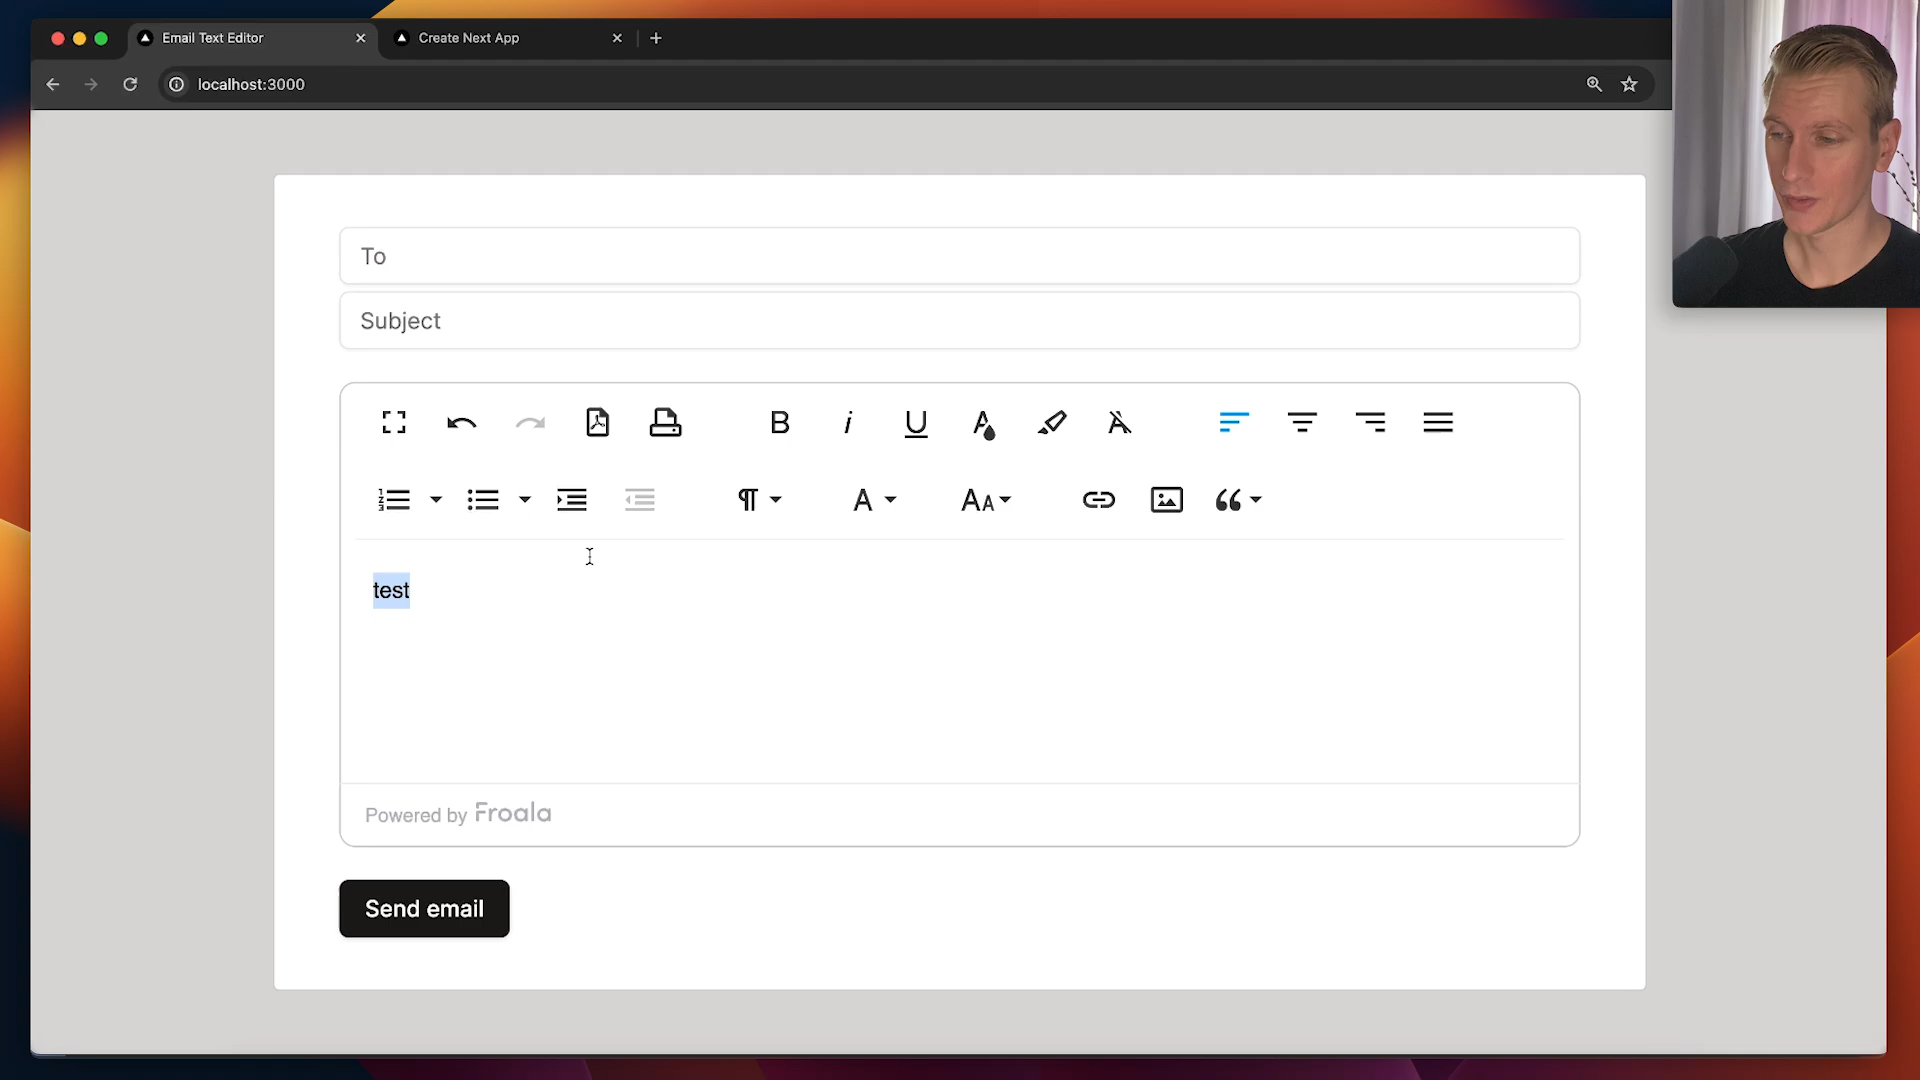 Email Text Editor
Create Next App
localhost:3000
To
Subject
test
Powered by Froala
Send email